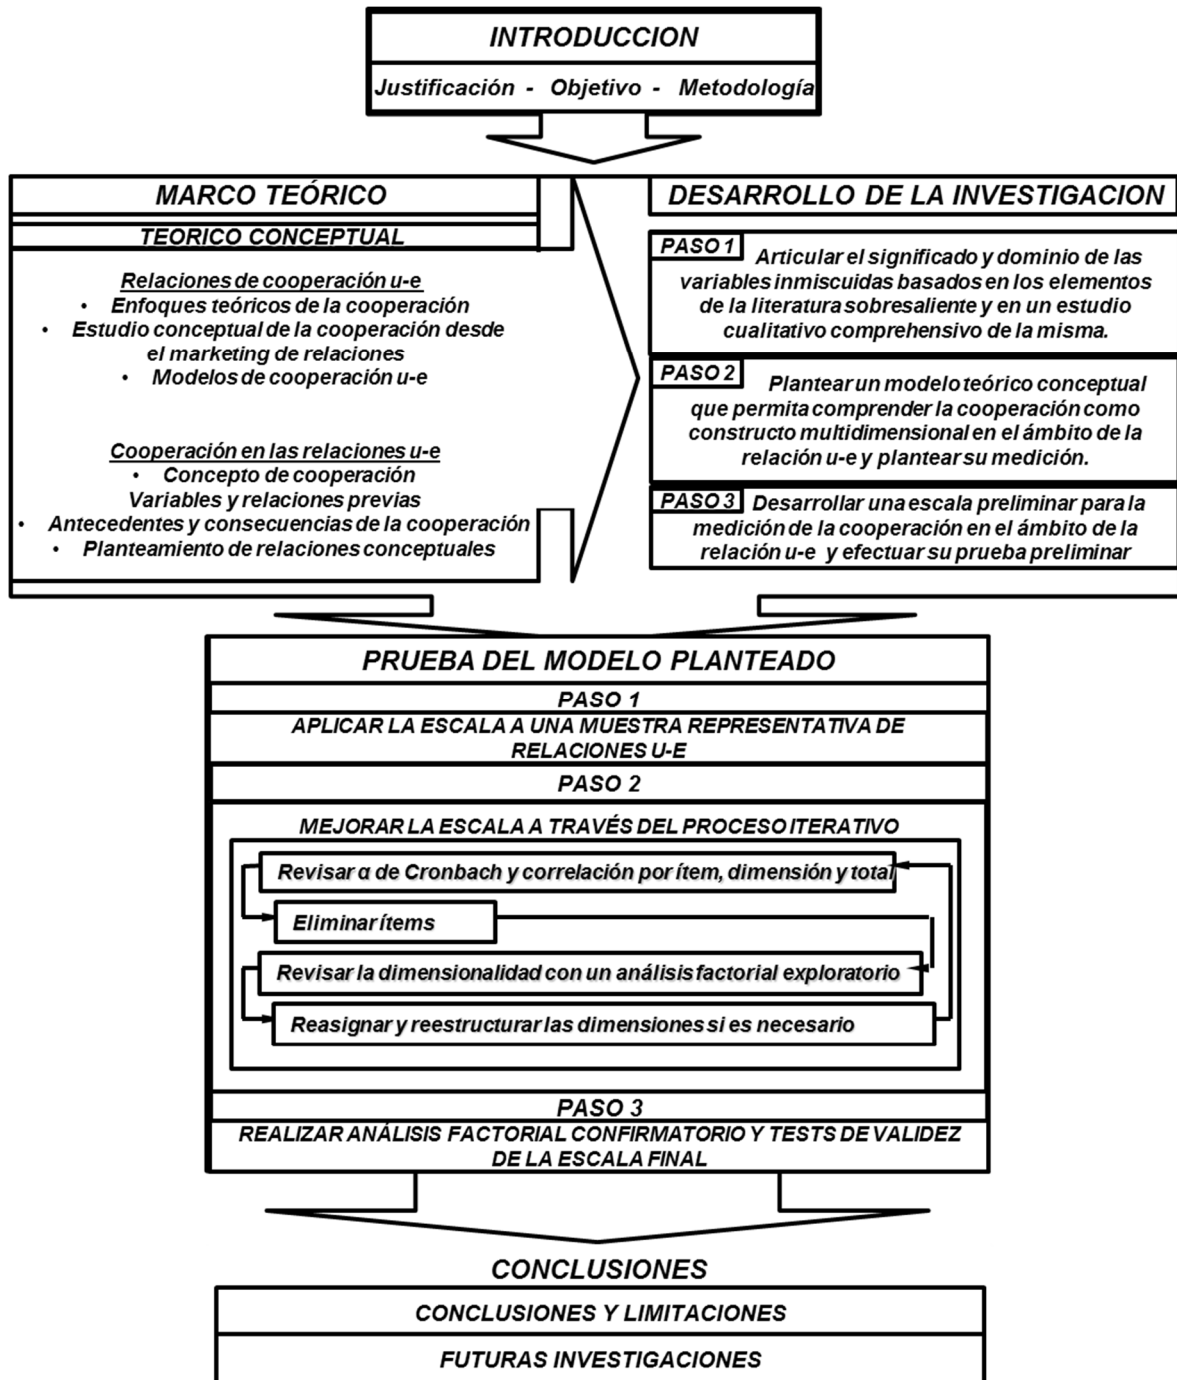 INTRODUCCION
Justificación - Objetivo - Metodología
MARCO TEÓRICO
TEORICO CONCEPTUAL
Relaciones de cooperación u-e
• Enfoques teóricos de la cooperación
• Estudio conceptual de la cooperación desde
el marketing de relaciones
• Modelos de cooperación u-e
Cooperación en las relaciones u-e
• Concepto de cooperación
Variables y relaciones previas
• Antecedentes y consecuencias de la cooperación
• Planteamiento de relaciones conceptuales
DESARROLLO DE LA INVESTIGACION
PASO 1
Articular el significado y dominio de las
variables inmiscuidas basados en los elementos
de la literatura sobresaliente y en un estudio
cualitativo comprehensivo de la misma.
PASO 2
Plantear un modelo teórico conceptual
que permita comprender la cooperación como
constructo multidimensional en el ámbito de la
relación u-e y plantear su medición.
PASO 3
Desarrollar una escala preliminar para la
medición de la cooperación en el ámbito de la
relación u-e y efectuar su prueba preliminar
PRUEBA DEL MODELO PLANTEADO
PASO 1
APLICAR LA ESCALA A UNA MUESTRA REPRESENTATIVA DE
RELACIONES U-E
PASO 2
MEJORAR LA ESCALA A TRAVÉS DEL PROCESO ITERATIVO
Revisar α de Cronbach y correlación por ítem, dimensión y total
Eliminar ítems
Revisar la dimensionalidad con un análisis factorial exploratorio
Reasignar y reestructurar las dimensiones si es necesario
PASO 3
REALIZAR ANÁLISIS FACTORIAL CONFIRMATORIO Y TESTS DE VALIDEZ
DE LA ESCALA FINAL
CONCLUSIONES
CONCLUSIONES Y LIMITACIONES
FUTURAS INVESTIGACIONES